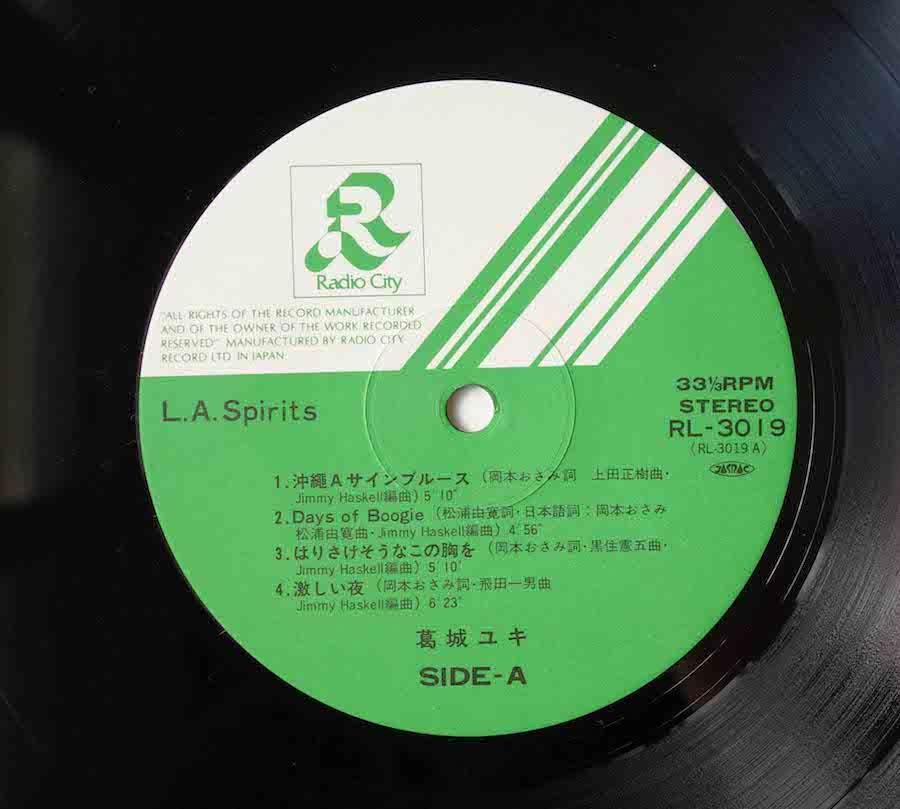 R
Radio City
"ALL RIGHTS OF THE RECORD MANUFACTURER
AND OF THE OWNER OF THE WORK RECORDED
RESERVED" MANUFACTURED BY RADIO CITY
RECORD LTD. IN JAPAN.
L.A.Spirits
33⅓RPM
STEREO
RL-3019
(RL-3019 A)
JASRAC
1.沖縄Aサインブルース (岡本おさみ詞 上田正樹曲・
Jimmy Haskell編曲) 5'10"
2.Days of Boogie (松浦由寛詞・日本語詞:岡本おさみ
松浦由寛曲・Jimmy Haskell編曲) 4'56"
3.はりさけそうなこの胸を (岡本おさみ詞・黒住憲五曲・
Jimmy Haskell編曲) 5'10"
4.激しい夜 (岡本おさみ詞・飛田一男曲
Jimmy Haskell編曲) 6'23"
葛城ユキ
SIDE-A